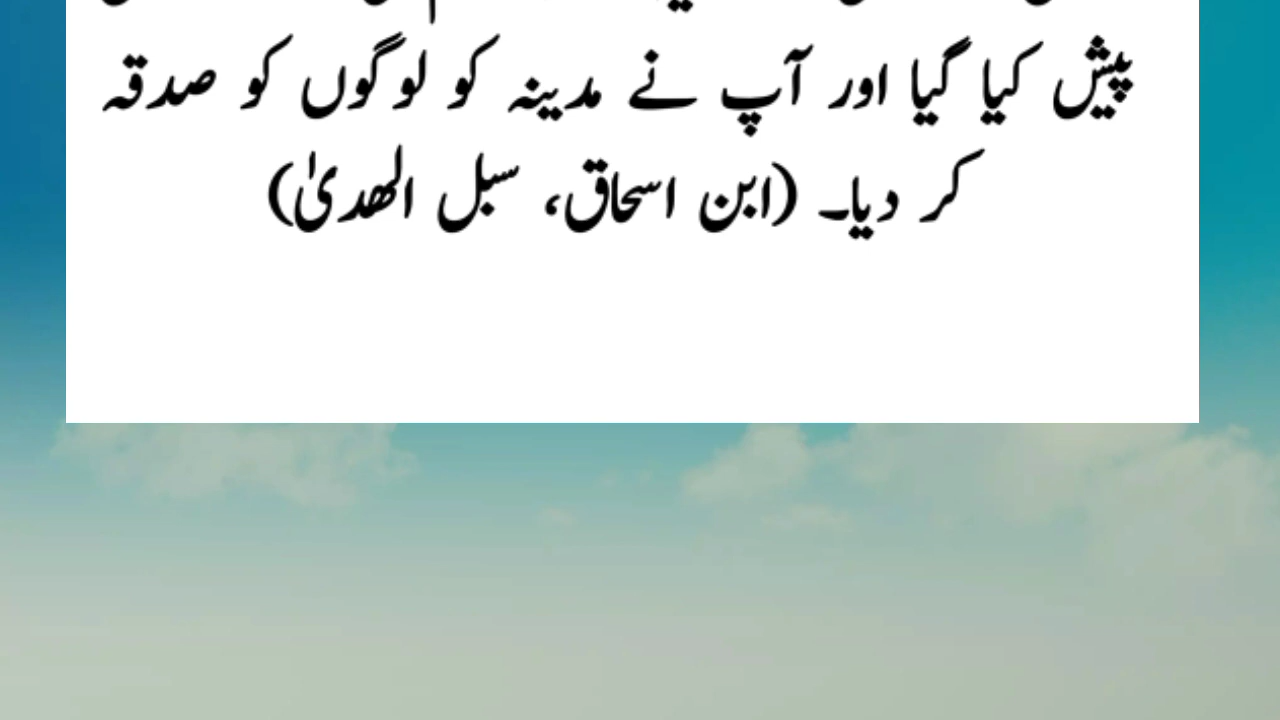 پیش کیا گیا اور آپ نے مدینہ کو لوگوں کو صدقہ
کر دیا۔ (ابن اسحاق، سبل الھدیٰ)